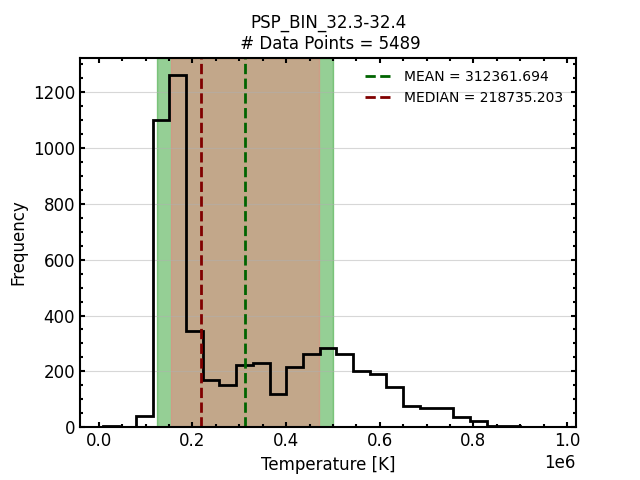 PSP_BIN_32.3-32.4
# Data Points = 5489
MEAN = 312361.694
MEDIAN = 218735.203
Frequency
1200
1000
800
600
400
200
0
0.0 0.2 0.4 0.6 0.8 1.0
1e6
Temperature [K]